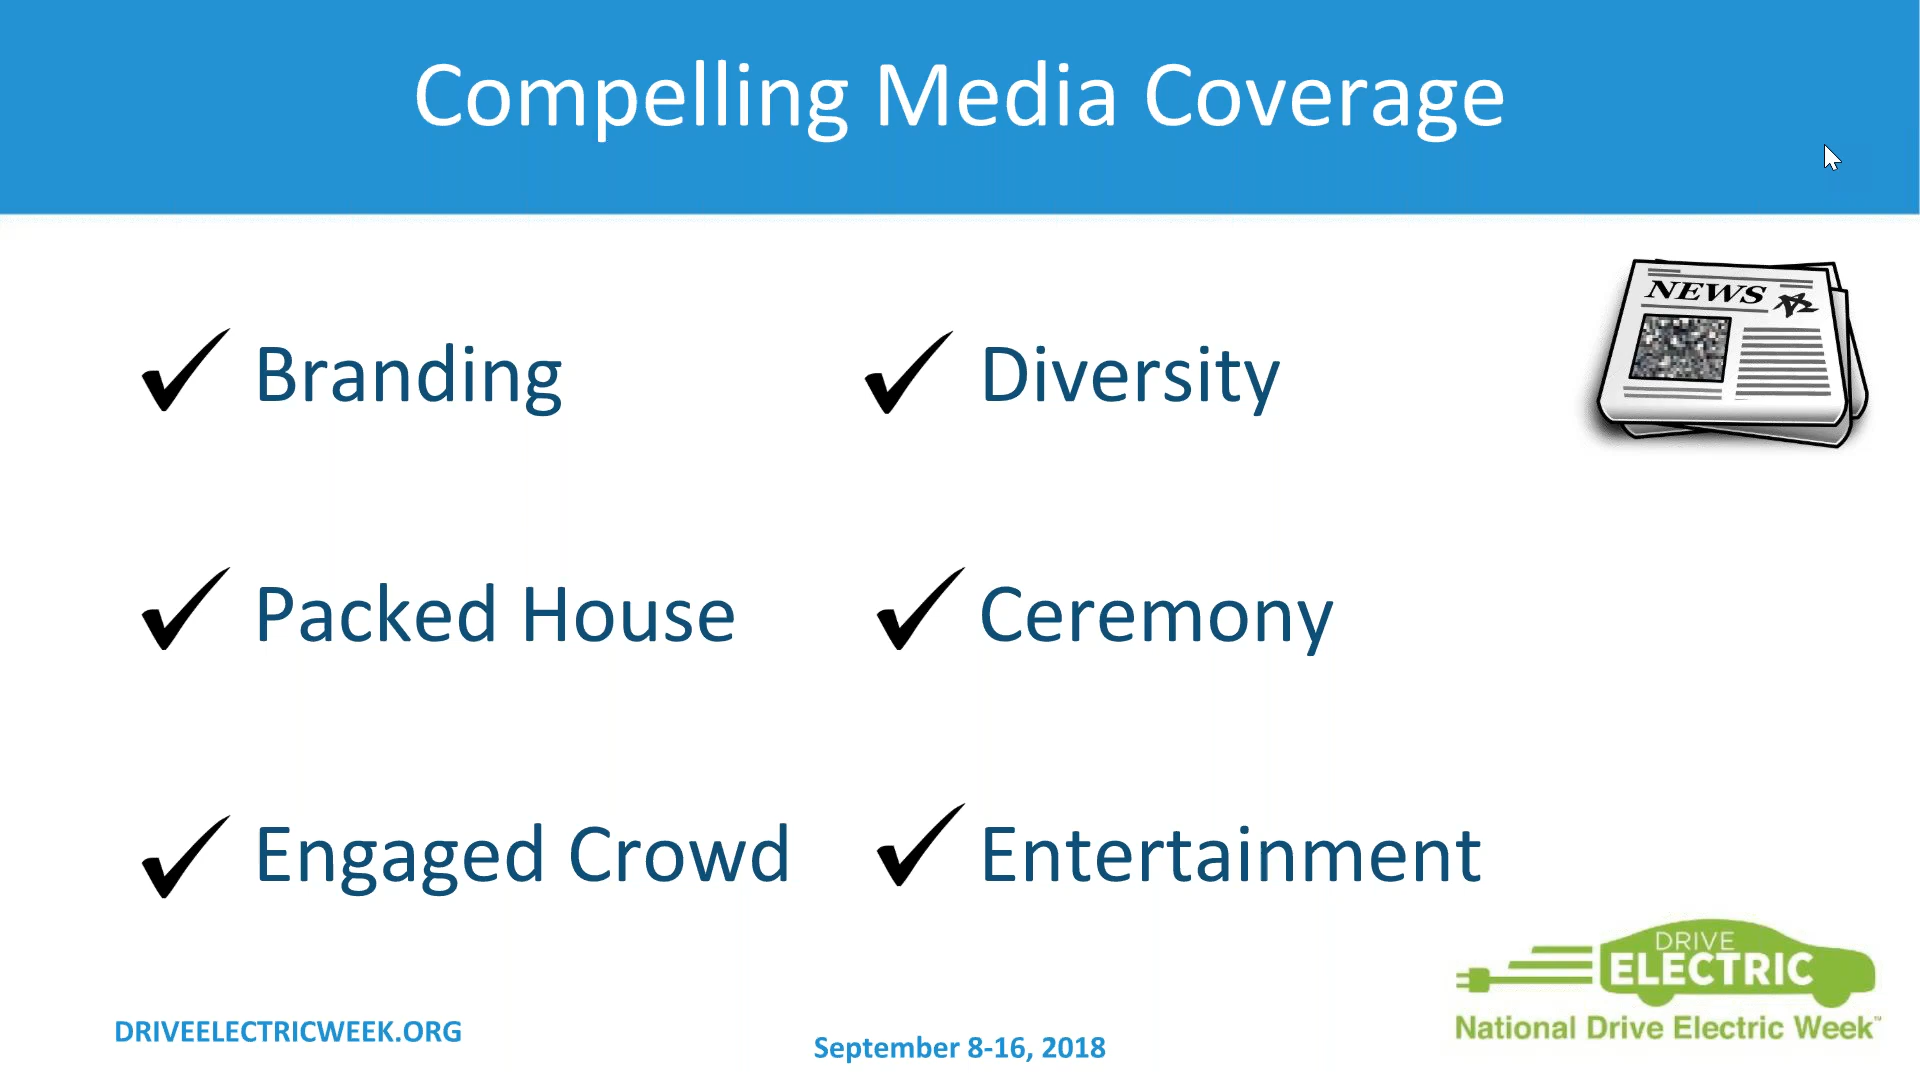 Compelling Media Coverage
NEWS
Branding
Diversity
Packed House
Ceremony
Engaged Crowd
Entertainment
DRIVE
ELECTRIC
National Drive Electric Week™
DRIVEELECTRICWEEK.ORG
September 8-16, 2018